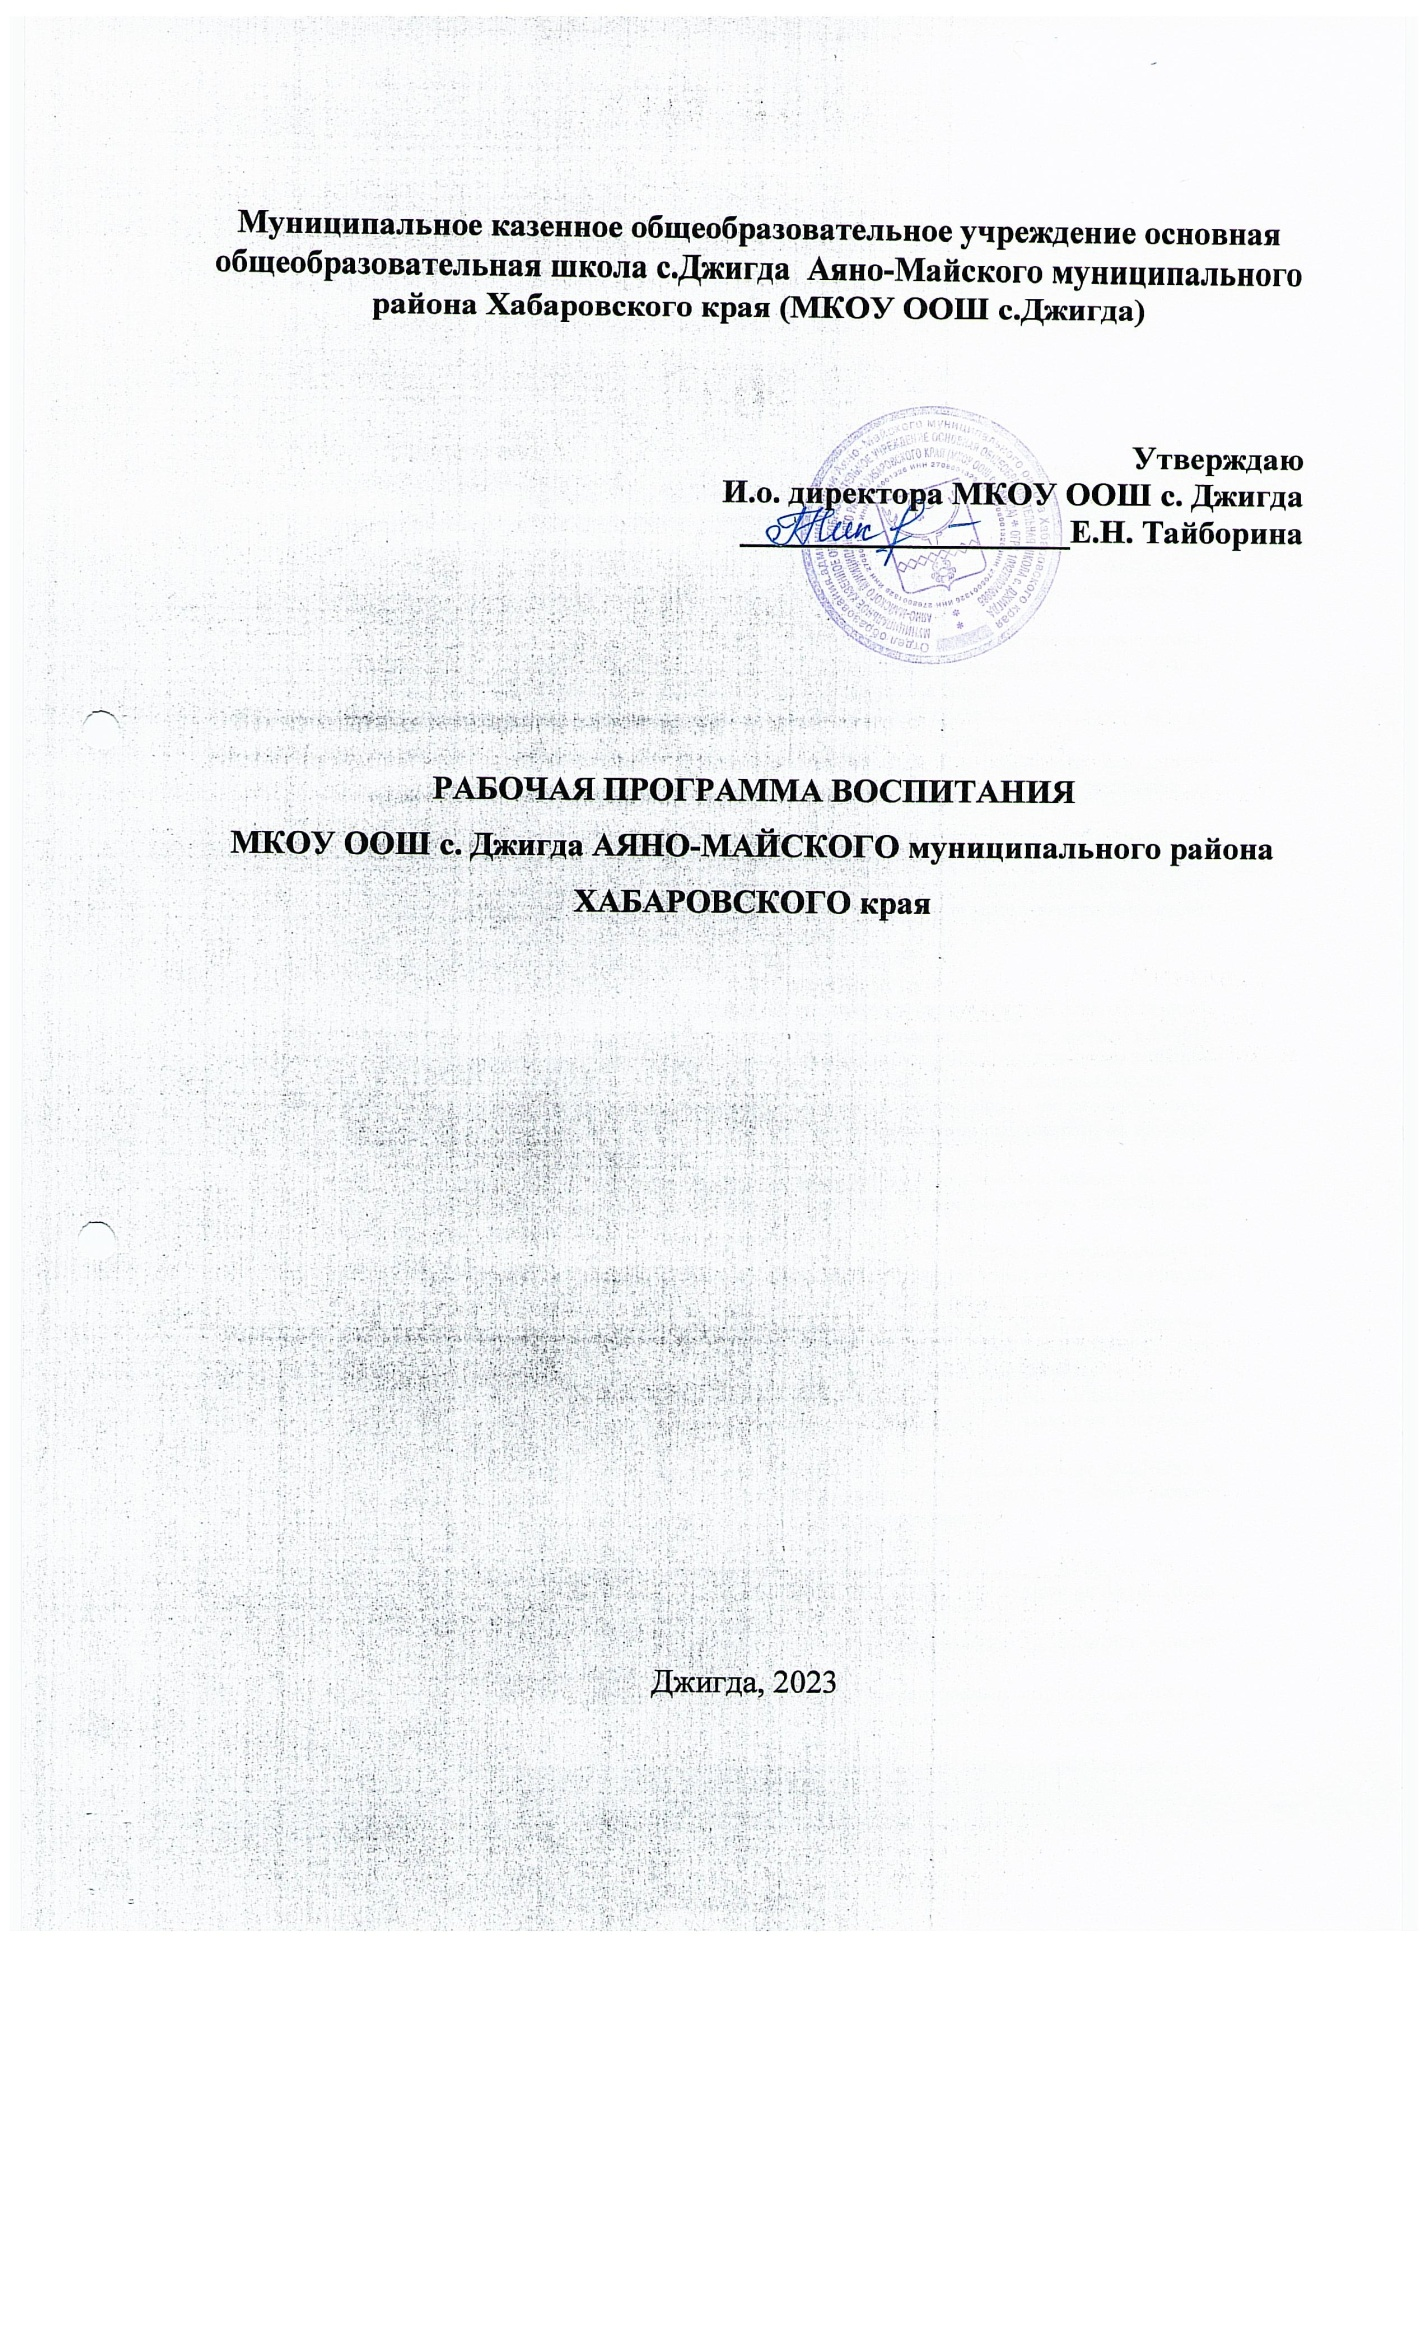 Муниципальное казенное общеобразовательное учреждение основная
общеобразовательная школа с.Джигда Аяно-Майского муниципального
района Хабаровского края (МКОУ ООШ с.Джигда)
Утверждаю
И.о. директора МКОУ ООШ с. Джигда
Е.Н. Тайборина
РАБОЧАЯ ПРОГРАММА ВОСПИТАНИЯ
МКОУ ООШ с. Джигда АЯНО-МАЙСКОГО муниципального района
ХАБАРОВСКОГО края
Джигда, 2023